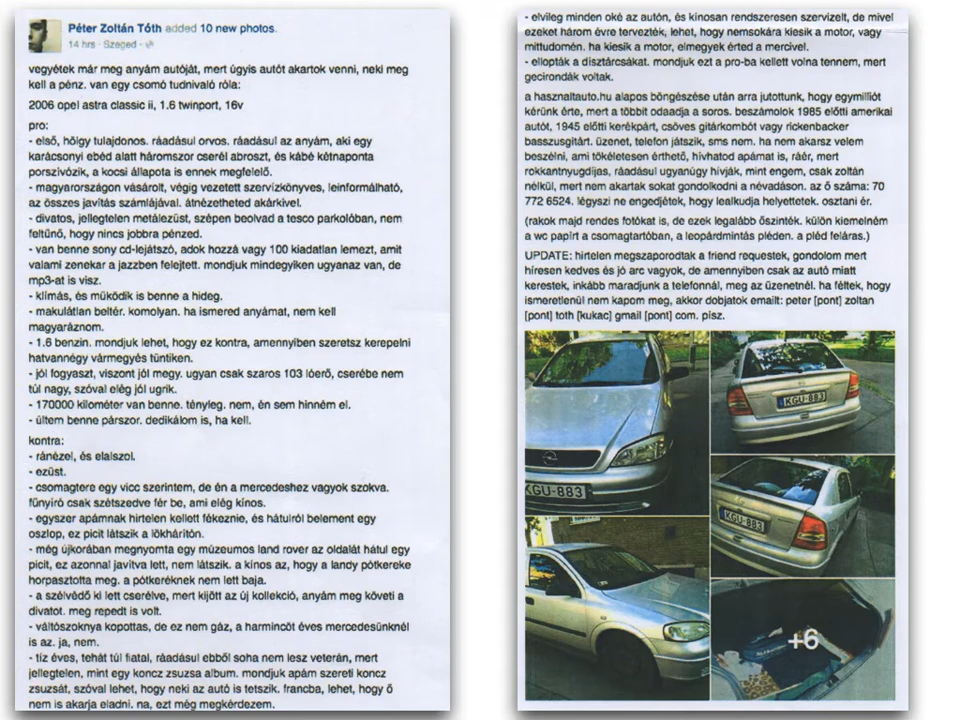 Péter Zoltán Tóth added 10 new photos.
14 hrs · Szeged ·
vegyétek már meg anyám autóját, mert úgyis autót akartok venni, neki meg
kell a pénz. van egy csomó tudnivaló róla:
2006 opel astra classic ii, 1.6 twinport, 16v
pro:
- első, hölgy tulajdonos. ráadásul orvos. ráadásul az anyám, aki egy
karácsonyi ebéd alatt háromszor cserél abroszt, és kábé kétnaponta
porszívózik, a kocsi állapota is ennek megfelelő.
- magyarországon vásárolt, végig vezetett szervizkönyves, leinformálható,
az összes javítás számlájával. átnézetheted akárkivel.
- divatos, jellegtelen metálezüst, szépen beolvad a tesco parkolóban, nem
feltűnő, hogy nincs jobbra pénzed.
- van benne sony cd-lejátszó, adok hozzá vagy 100 kiadatlan lemezt, amit
valami zenekar a jazzben felejtett. mondjuk mindegyiken ugyanaz van, de
mp3-at is visz.
- klímás, és működik is benne a hideg.
- makulátlan beltér. komolyan. ha ismered anyámat, nem kell
magyaráznom.
- 1.6 benzin. mondjuk lehet, hogy ez kontra, amennyiben szeretsz kerepelni
hatvannégy vármegyés tüntiken.
- jól fogyaszt, viszont jól megy. ugyan csak szaros 103 lóerő, cserébe nem
túl nagy, szóval elég jól ugrik.
- 170000 kilométer van benne. tényleg. nem, én sem hinném el.
- ültem benne párszor. dedikálom is, ha kell.
kontra:
- ránézel, és elalszol.
- ezüst.
- csomagtere egy vicc szerintem, de én a mercedeshez vagyok szokva.
fűnyíró csak szétszedve fér be, ami elég kínos.
- egyszer apámnak hirtelen kellett fékeznie, és hátulról belement egy
oszlop, ez picit látszik a lökhárítón.
- még újkorában megnyomta egy múzeumos land rover az oldalát hátul egy
picit, ez azonnal javítva lett, nem látszik. a kínos az, hogy a landy pótkereke
horpasztotta meg. a pótkeréknek nem lett baja.
- a szélvédő ki lett cserélve, mert kijött az új kollekció, anyám meg követi a
divatot. meg repedt is volt.
- váltószoknya kopottas, de ez nem gáz, a harmincöt éves mercedesünknél
is az. ja, nem.
- tíz éves, tehát túl fiatal, ráadásul ebből soha nem lesz veterán, mert
jellegtelen, mint egy koncz zsuzsa album. mondjuk apám szereti koncz
zsuzsát, szóval lehet, hogy neki az autó is tetszik. francba, lehet, hogy ő
nem is akarja eladni. na, ezt még megkérdezem.
- elvileg minden oké az autón, és kínosan rendszeresen szervizelt, de mivel
ezeket három évre tervezték, lehet, hogy nemsokára kiesik a motor, vagy
mittudomén. ha kiesik a motor, elmegyek érted a mercivel.
- ellopták a dísztárcsákat. mondjuk ezt a pro-ba kellett volna tennem, mert
gecirondák voltak.
a hasznaltauto.hu alapos böngészése után arra jutottunk, hogy egymilliót
kérünk érte, mert a többit odaadja a soros. beszámolok 1985 előtti amerikai
autót, 1945 előtti kerékpárt, csöves gitárkombót vagy rickenbacker
basszusgitárt. üzenet, telefon játszik, sms nem. ha nem akarsz velem
beszélni, ami tökéletesen érthető, hívhatod apámat is, ráér, mert
rokkantnyugdíjas, ráadásul ugyanúgy hívják, mint engem, csak zoltán
nélkül, mert nem akartak sokat gondolkodni a névadáson. az ő száma: 70
772 6524. légyszi ne engedjétek, hogy lealkudja helyettetek. osztani ér.
(rakok majd rendes fotókat is, de ezek legalább őszinték. külön kiemelném
a wc papírt a csomagtartóban, a leopárdmintás pléden. a pléd feláras.)
UPDATE: hirtelen megszaporodtak a friend requestek, gondolom mert
híresen kedves és jó arc vagyok, de amennyiben csak az autó miatt
kerestek, inkább maradjunk a telefonnál, meg az üzenetnél. ha féltek, hogy
ismeretlenül nem kapom meg, akkor dobjatok emailt: peter [pont] zoltan
[pont] toth [kukac] gmail [pont] com. pisz.
KGU-883
KGU-883
KGU-883
+6